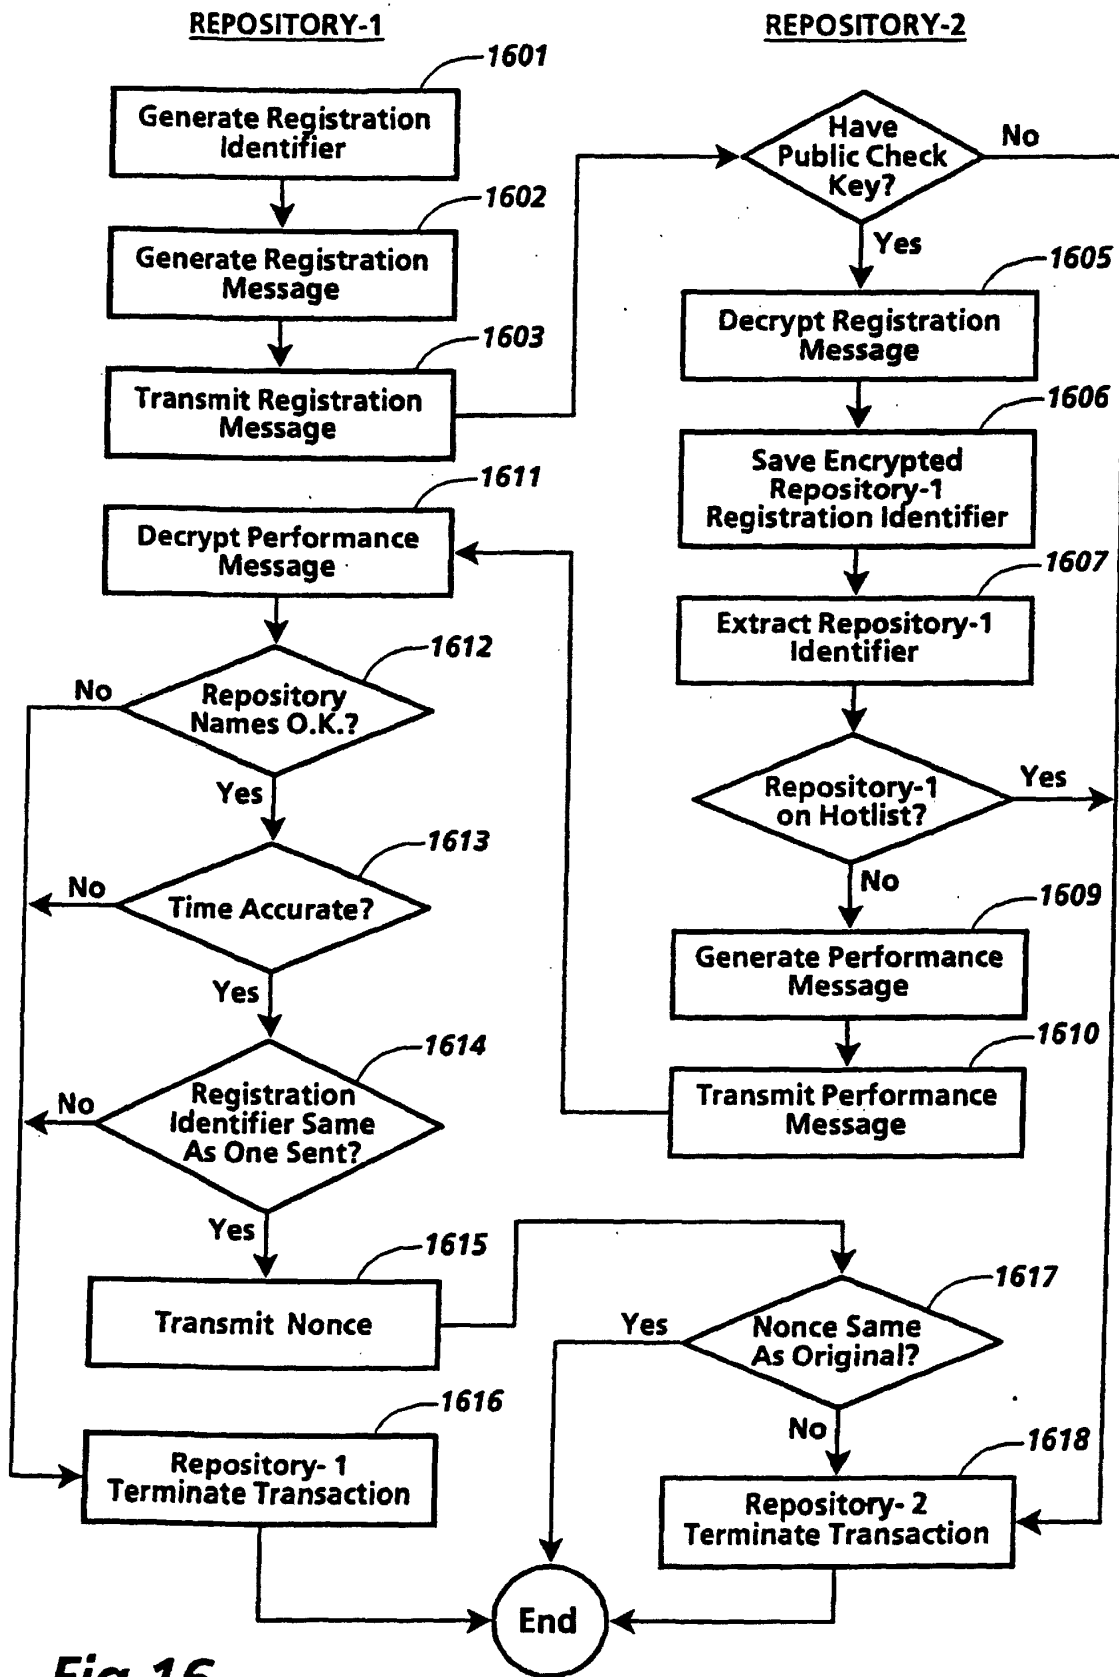 REPOSITORY-1
1601
Generate Registration
Identifier
1602
Generate Registration
Message
1603
Transmit Registration
Message
1611
Decrypt Performance
Message
1612
Repository
Names O.K.?
No
Yes
1613
Time Accurate?
No
Yes
1614
Registration
Identifier Same
As One Sent?
No
Yes
1615
Transmit Nonce
1616
Repository- 1
Terminate Transaction
REPOSITORY-2
Have
Public Check
Key?
No
Yes
1605
Decrypt Registration
Message
1606
Save Encrypted
Repository-1
Registration Identifier
1607
Extract Repository-1
Identifier
Repository-1
on Hotlist?
Yes
No
1609
Generate Performance
Message
1610
Transmit Performance
Message
1617
Nonce Same
As Original?
Yes
No
1618
Repository- 2
Terminate Transaction
End
Fig.16